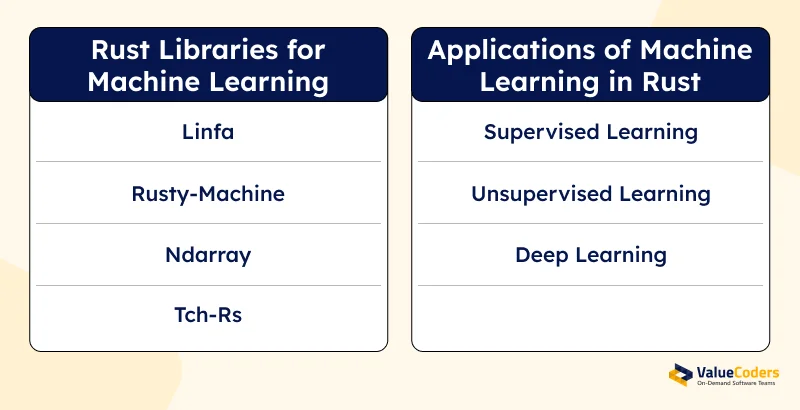 Rust Libraries for
Machine Learning
Linfa
Rusty-Machine
Ndarray
Tch-Rs
Applications of Machine
Learning in Rust
Supervised Learning
Unsupervised Learning
Deep Learning
ValueCoders
On-Demand Software Teams